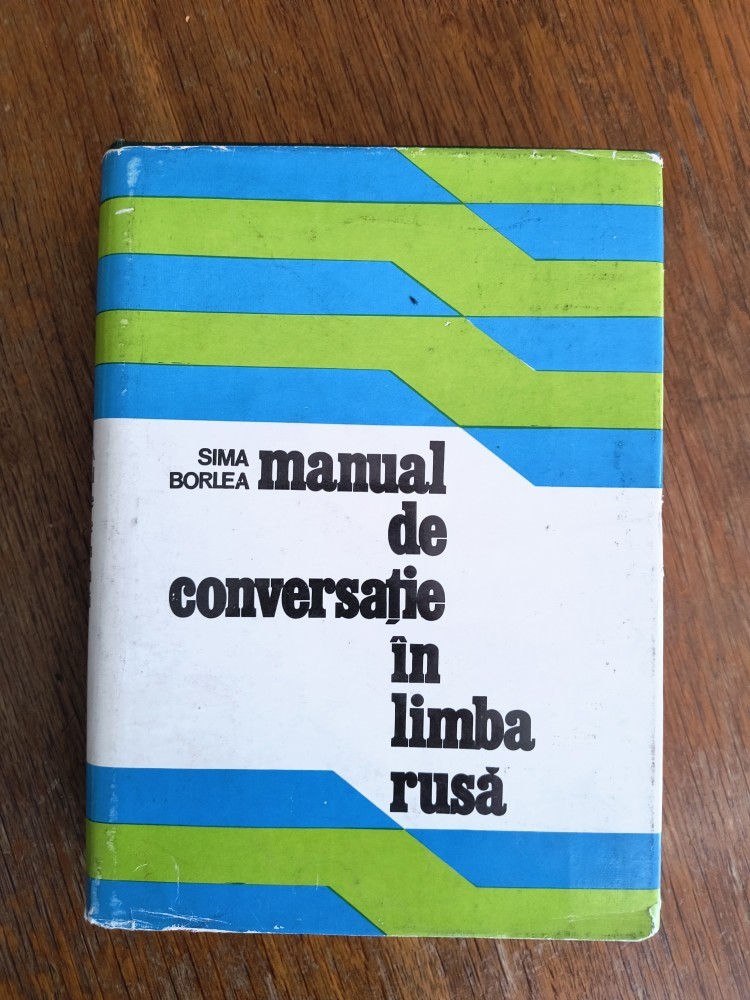 SIMA
BORLEA
manual
de
conversație
în
limba
rusă